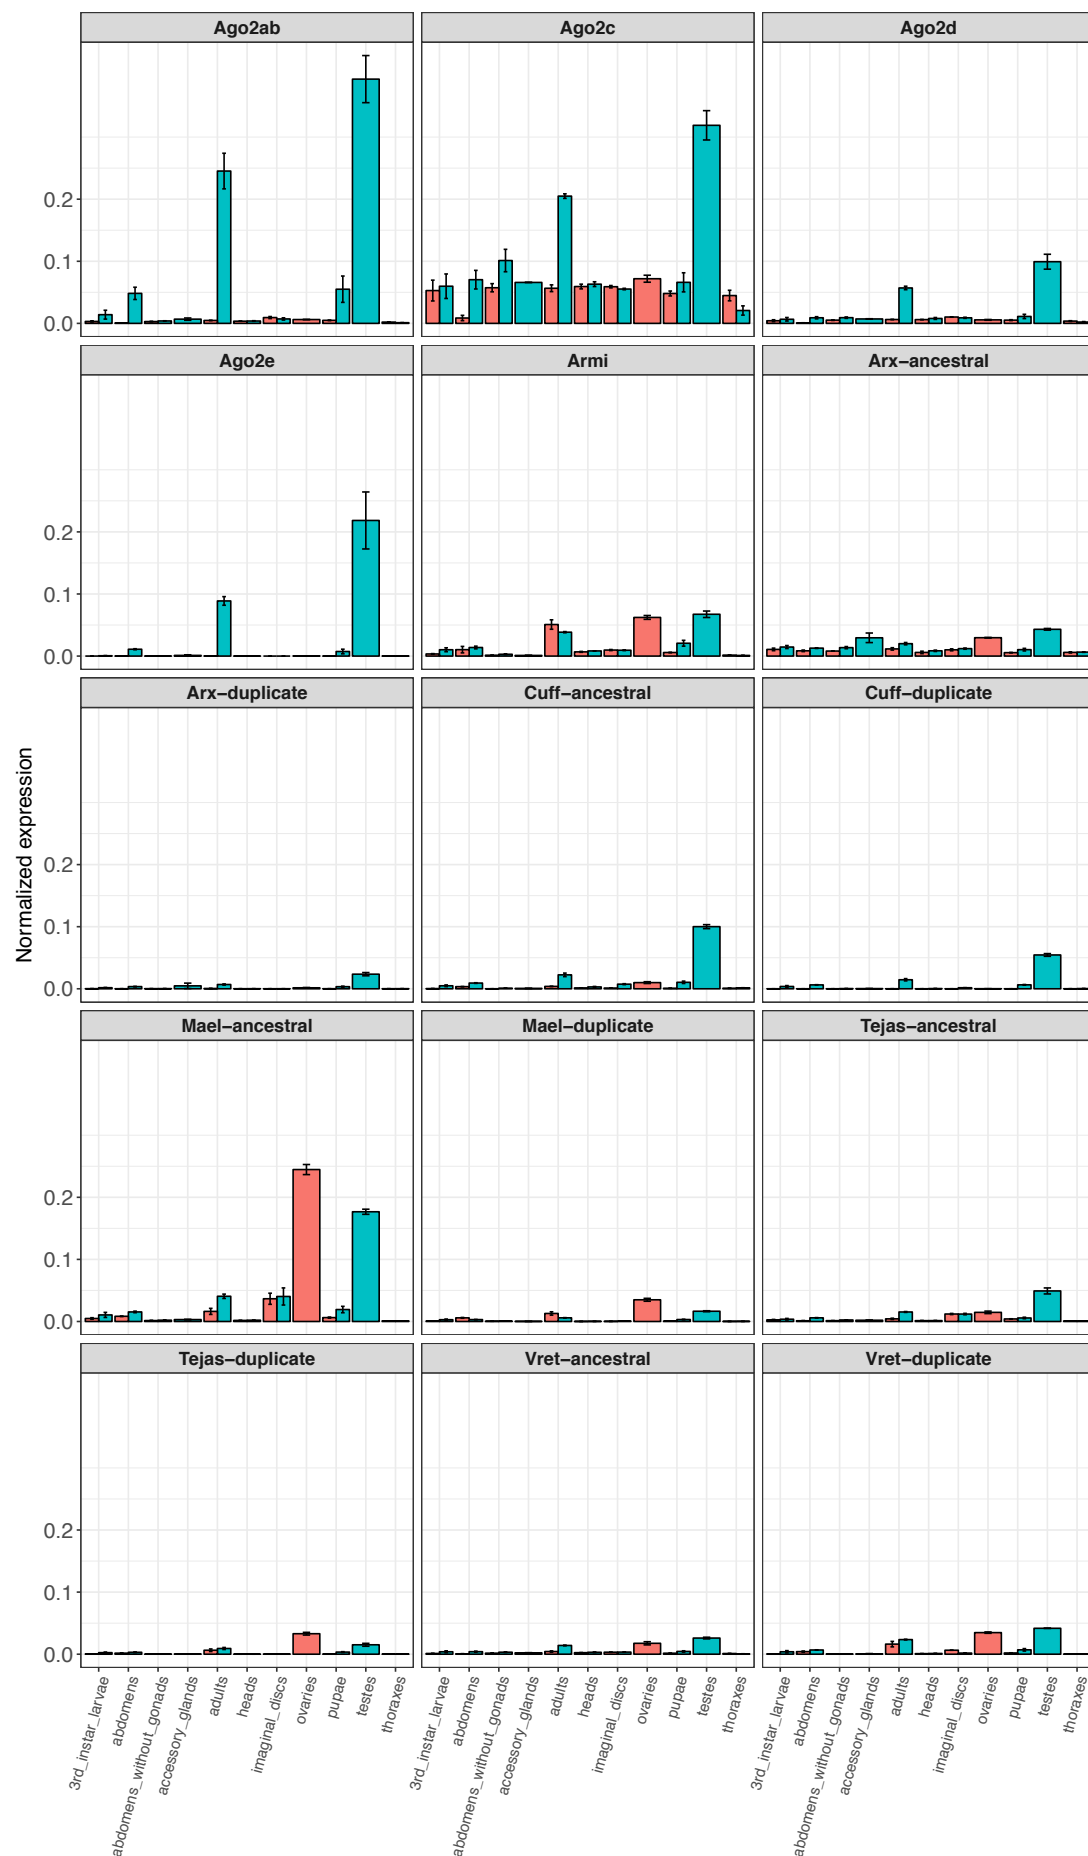 Ago2ab
Ago2c
Ago2d
0.2
0.1
0.0
Ago2e
Armi
Arx−ancestral
0.2
0.1
0.0
Arx−duplicate
Cuff−ancestral
Cuff−duplicate
0.2
0.1
0.0
Normalized expression
Mael−ancestral
Mael−duplicate
Tejas−ancestral
0.2
0.1
0.0
Tejas−duplicate
Vret−ancestral
Vret−duplicate
0.2
0.1
0.0
3rd_instar_larvae
abdomens
abdomens_without_gonads
accessory_glands
adults
heads
imaginal_discs
ovaries
pupae
testes
thoraxes
3rd_instar_larvae
abdomens
abdomens_without_gonads
accessory_glands
adults
heads
imaginal_discs
ovaries
pupae
testes
thoraxes
3rd_instar_larvae
abdomens
abdomens_without_gonads
accessory_glands
adults
heads
imaginal_discs
ovaries
pupae
testes
thoraxes